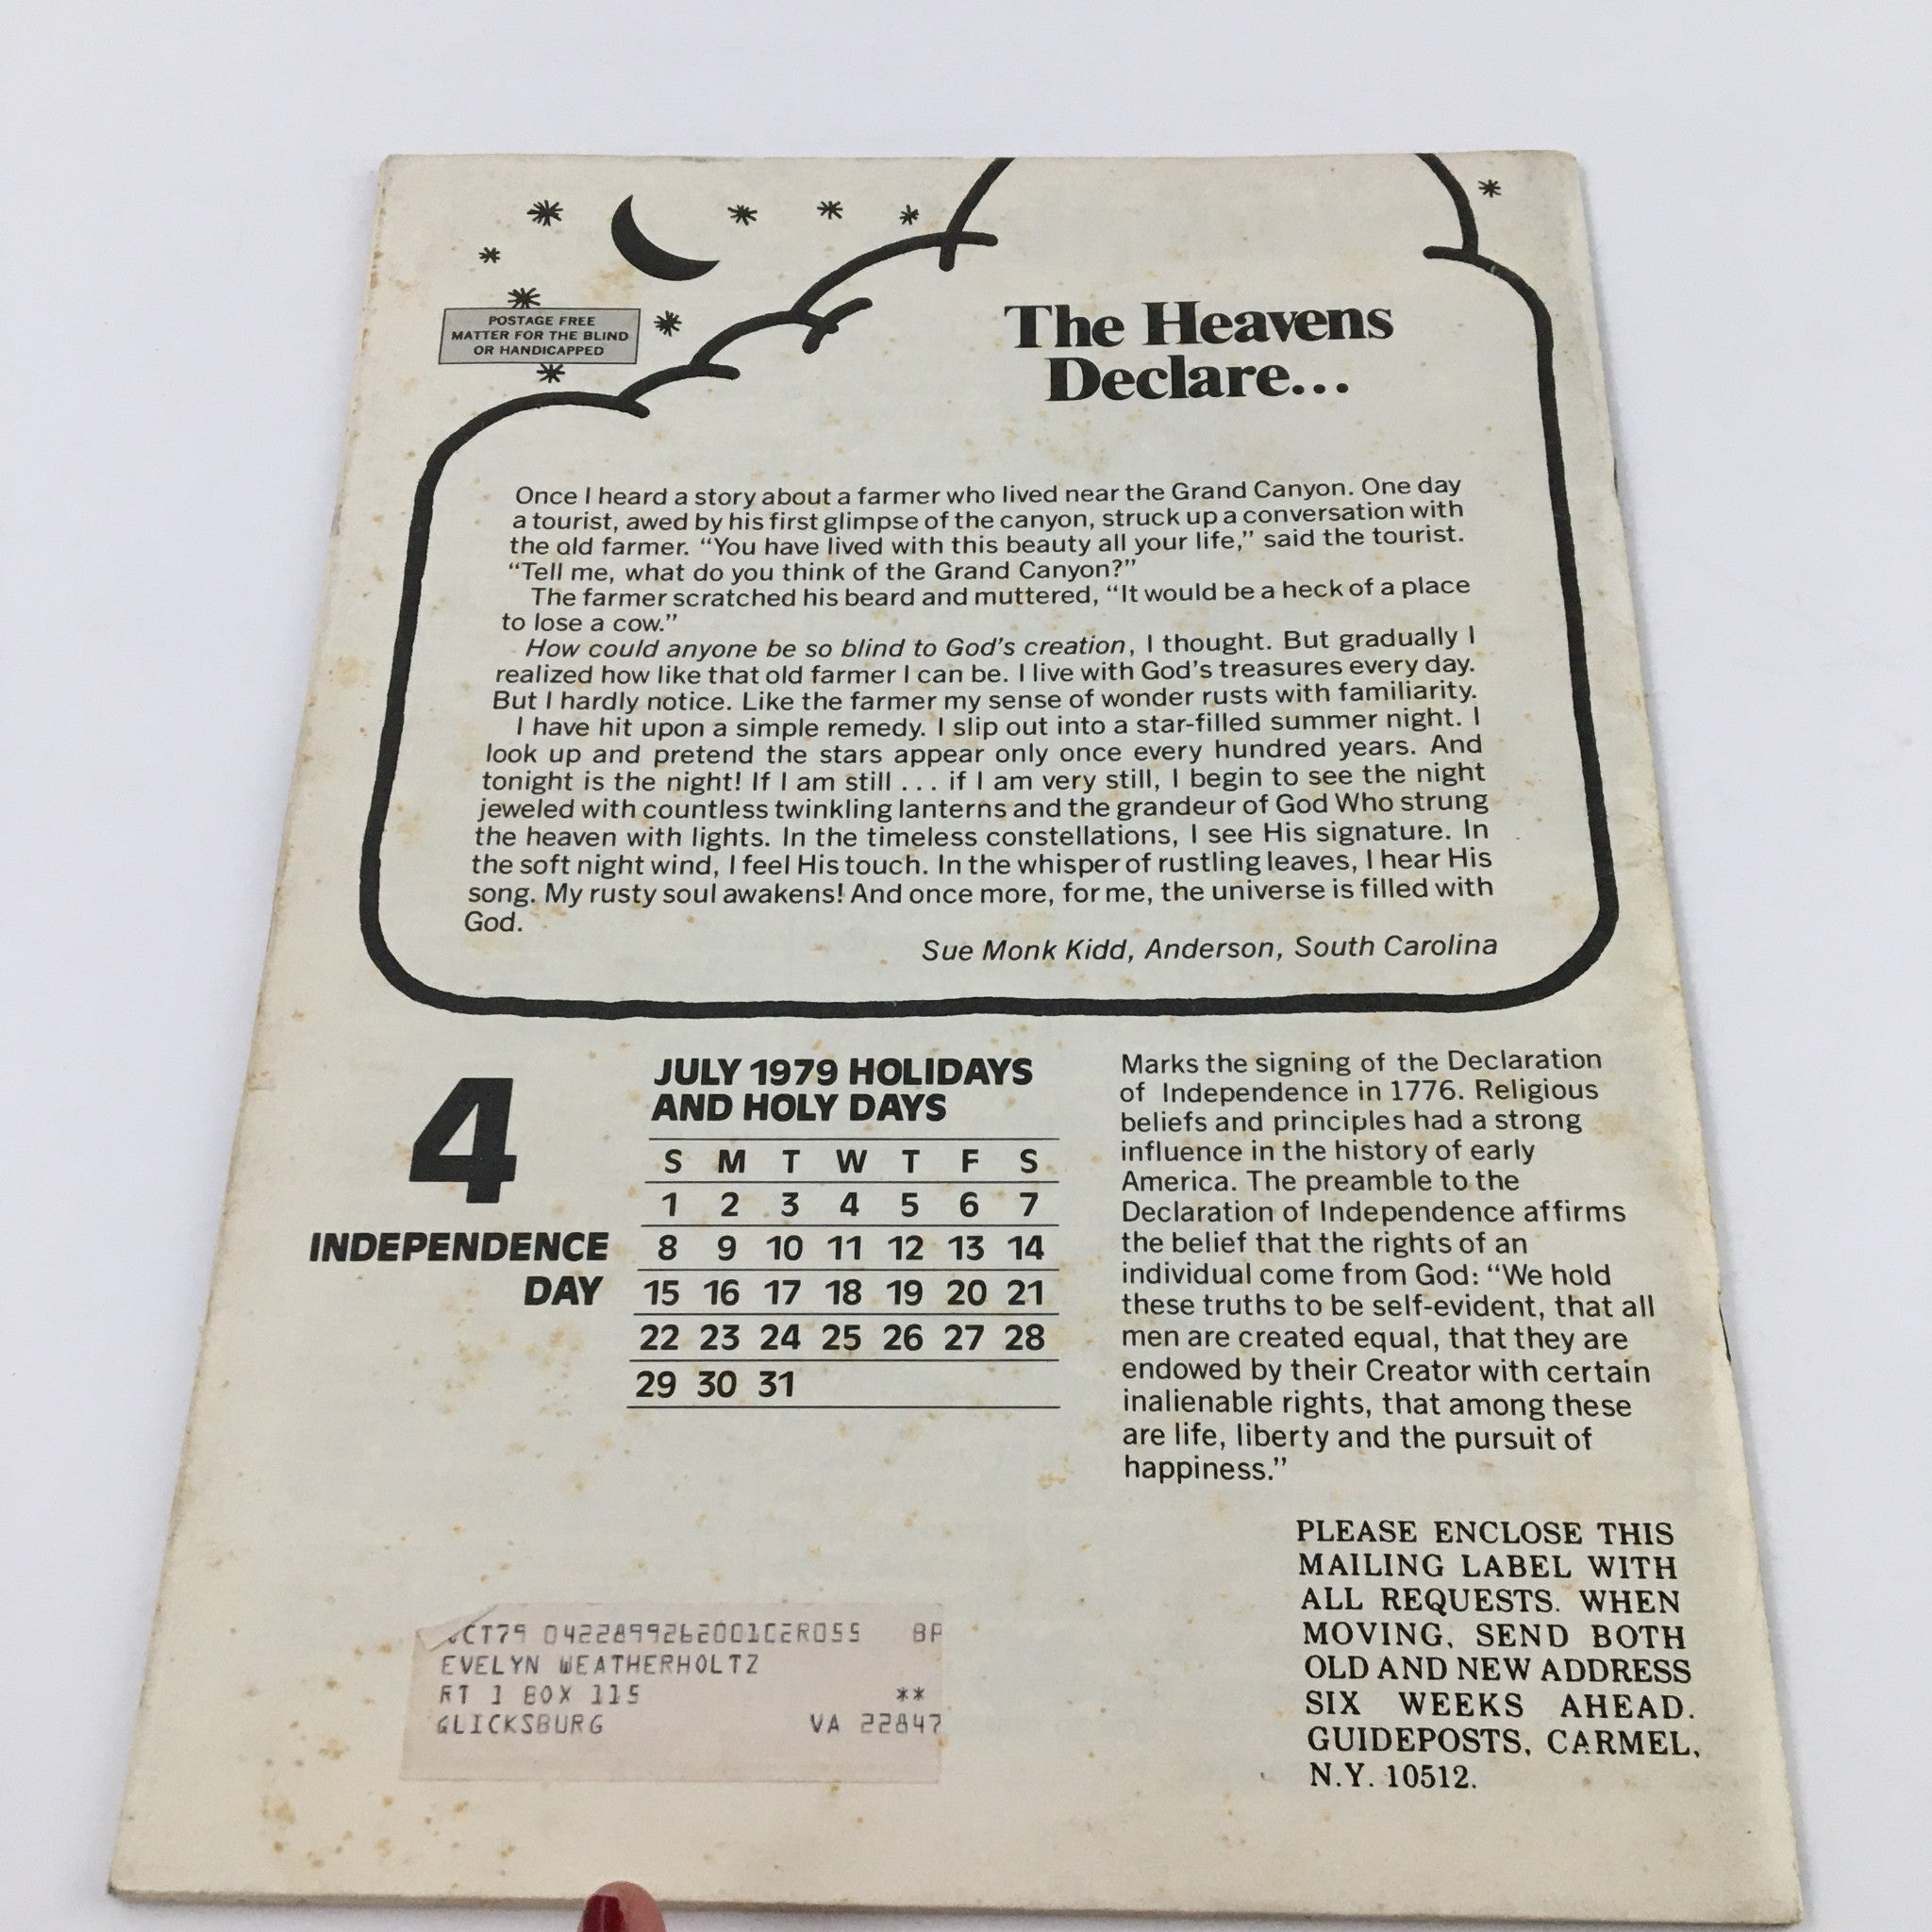 POSTAGE FREE
MATTER FOR THE BLIND
OR HANDICAPPED
The Heavens
Declare...
Once I heard a story about a farmer who lived near the Grand Canyon. One day
a tourist, awed by his first glimpse of the canyon, struck up a conversation with
the old farmer. “You have lived with this beauty all your life,” said the tourist.
“Tell me, what do you think of the Grand Canyon?”
The farmer scratched his beard and muttered, “It would be a heck of a place
to lose a cow.”
How could anyone be so blind to God's creation, I thought. But gradually I
realized how like that old farmer I can be. I live with God's treasures every day.
But I hardly notice. Like the farmer my sense of wonder rusts with familiarity.
I have hit upon a simple remedy. I slip out into a star-filled summer night. I
look up and pretend the stars appear only once every hundred years. And
tonight is the night! If I am still ... if I am very still, I begin to see the night
jeweled with countless twinkling lanterns and the grandeur of God Who strung
the heaven with lights. In the timeless constellations, I see His signature. In
the soft night wind, I feel His touch. In the whisper of rustling leaves, I hear His
song. My rusty soul awakens! And once more, for me, the universe is filled with
God.
Sue Monk Kidd, Anderson, South Carolina
4
INDEPENDENCE
DAY
JULY 1979 HOLIDAYS
AND HOLY DAYS
S M T W T F S
1 2 3 4 5 6 7
8 9 10 11 12 13 14
15 16 17 18 19 20 21
22 23 24 25 26 27 28
29 30 31
Marks the signing of the Declaration
of Independence in 1776. Religious
beliefs and principles had a strong
influence in the history of early
America. The preamble to the
Declaration of Independence affirms
the belief that the rights of an
individual come from God: “We hold
these truths to be self-evident, that all
men are created equal, that they are
endowed by their Creator with certain
inalienable rights, that among these
are life, liberty and the pursuit of
happiness.”
PLEASE ENCLOSE THIS
MAILING LABEL WITH
ALL REQUESTS. WHEN
MOVING, SEND BOTH
OLD AND NEW ADDRESS
SIX WEEKS AHEAD.
GUIDEPOSTS, CARMEL,
N.Y. 10512.
EVELYN WEATHERHOLTZ
RT 1 BOX 115 **
GLICKSBURG VA 22847